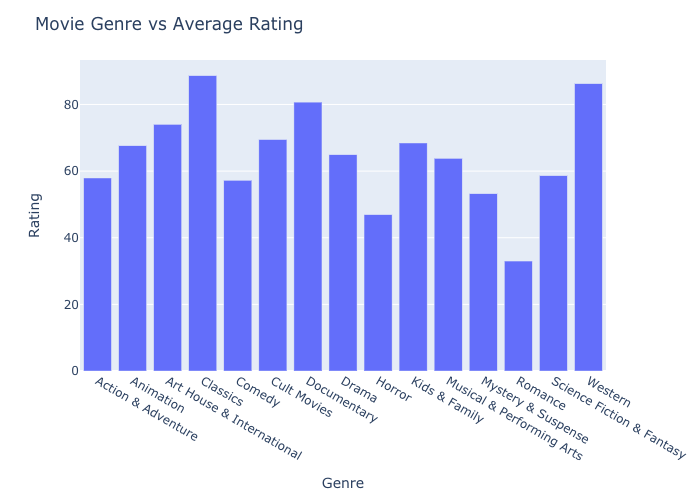 Movie Genre vs Average Rating
Rating
80
60
40
20
0
Action & Adventure
Animation
Art House & International
Classics
Comedy
Cult Movies
Documentary
Drama
Horror
Kids & Family
Musical & Performing Arts
Mystery & Suspense
Romance
Science Fiction & Fantasy
Western
Genre